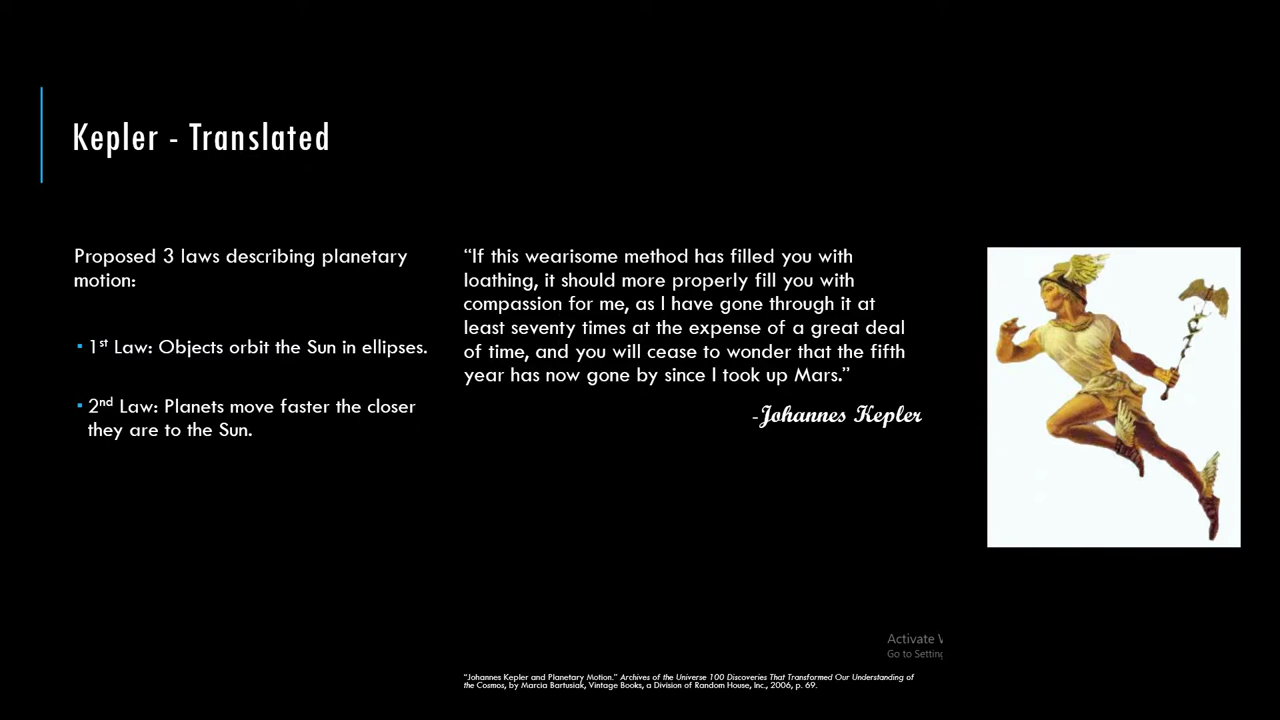 Kepler - Translated
Proposed 3 laws describing planetary
motion:
▪ 1st Law: Objects orbit the Sun in ellipses.
▪ 2nd Law: Planets move faster the closer
they are to the Sun.
“If this wearisome method has filled you with
loathing, it should more properly fill you with
compassion for me, as I have gone through it at
least seventy times at the expense of a great deal
of time, and you will cease to wonder that the fifth
year has now gone by since I took up Mars.”
-Johannes Kepler
Activate
Go to
“Johannes Kepler and Planetary Motion.” Archives of the Universe 100 Discoveries That Transformed Our Understanding of
the Cosmos, by Marcia Bartusiak, Vintage Books, a Division of Random House, Inc., 2006, p. 69.